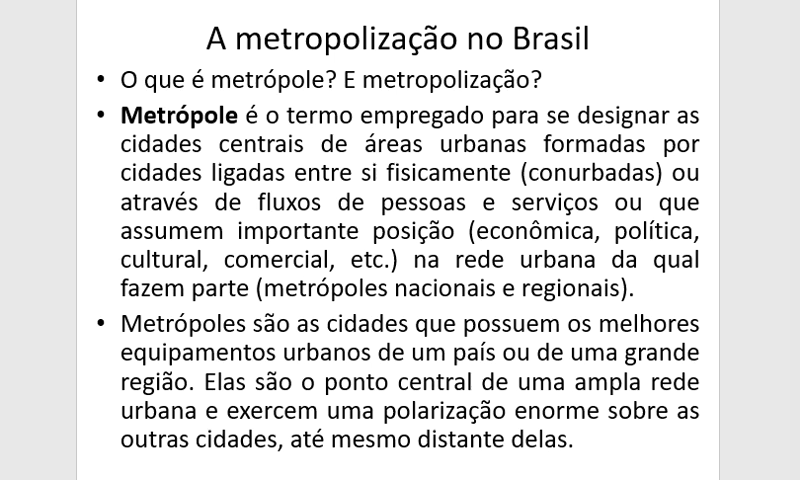 A metropolização no Brasil
• O que é metrópole? E metropolização?
• Metrópole é o termo empregado para se designar as
cidades centrais de áreas urbanas formadas por
cidades ligadas entre si fisicamente (conurbadas) ou
através de fluxos de pessoas e serviços ou que
assumem importante posição (econômica, política,
cultural, comercial, etc.) na rede urbana da qual
fazem parte (metrópoles nacionais e regionais).
• Metrópoles são as cidades que possuem os melhores
equipamentos urbanos de um país ou de uma grande
região. Elas são o ponto central de uma ampla rede
urbana e exercem uma polarização enorme sobre as
outras cidades, até mesmo distante delas.